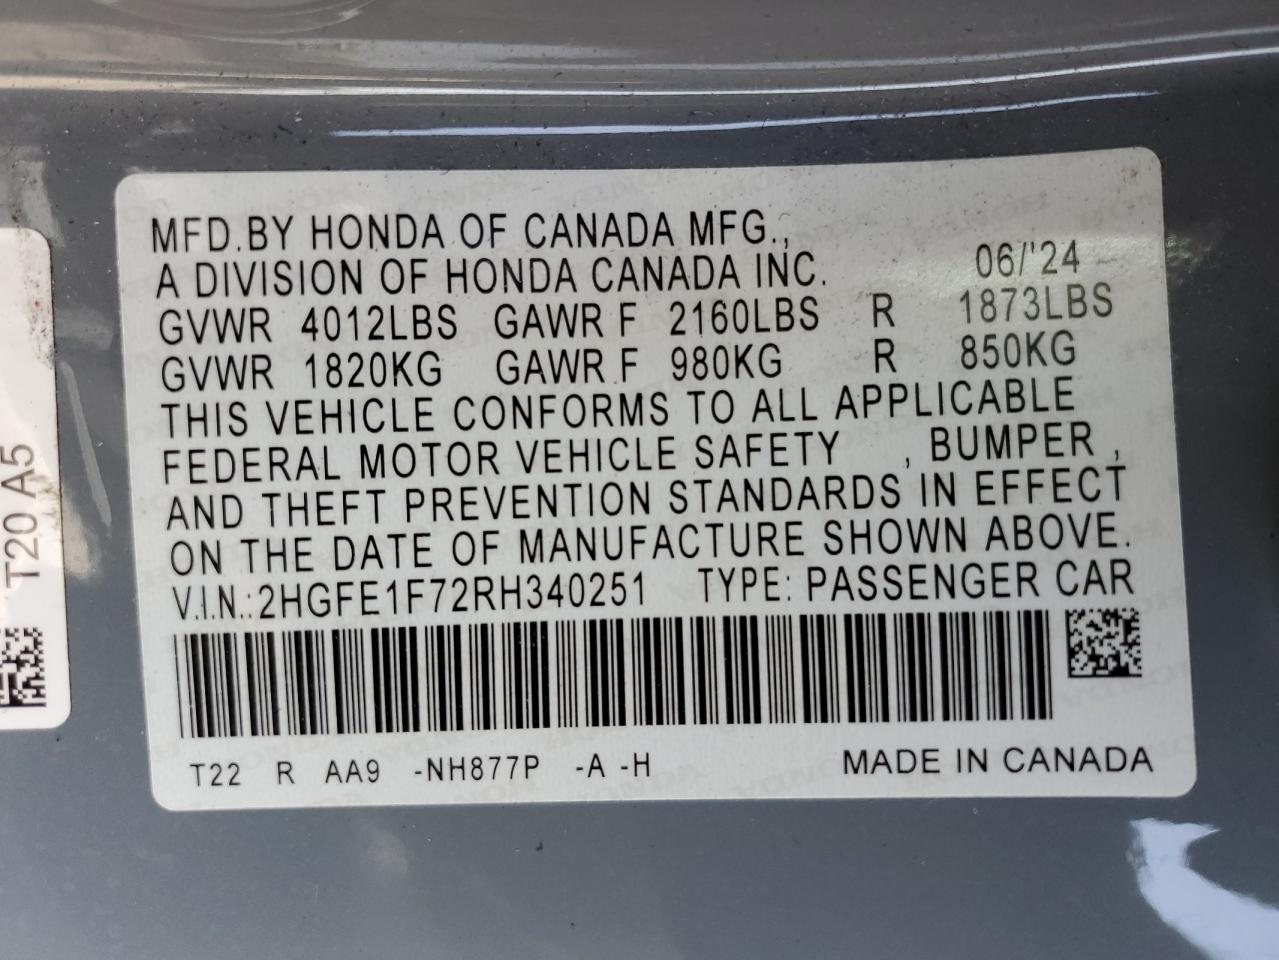 MFD.BY HONDA OF CANADA MFG.,
A DIVISION OF HONDA CANADA INC. 06/'24
GVWR 4012LBS GAWR F 2160LBS R 1873LBS
GVWR 1820KG GAWR F 980KG R 850KG
THIS VEHICLE CONFORMS TO ALL APPLICABLE
FEDERAL MOTOR VEHICLE SAFETY , BUMPER ,
AND THEFT PREVENTION STANDARDS IN EFFECT
ON THE DATE OF MANUFACTURE SHOWN ABOVE.
V.I.N.:2HGFE1F72RH340251 TYPE: PASSENGER CAR
T22 R AA9 -NH877P -A -H MADE IN CANADA
T20 A5